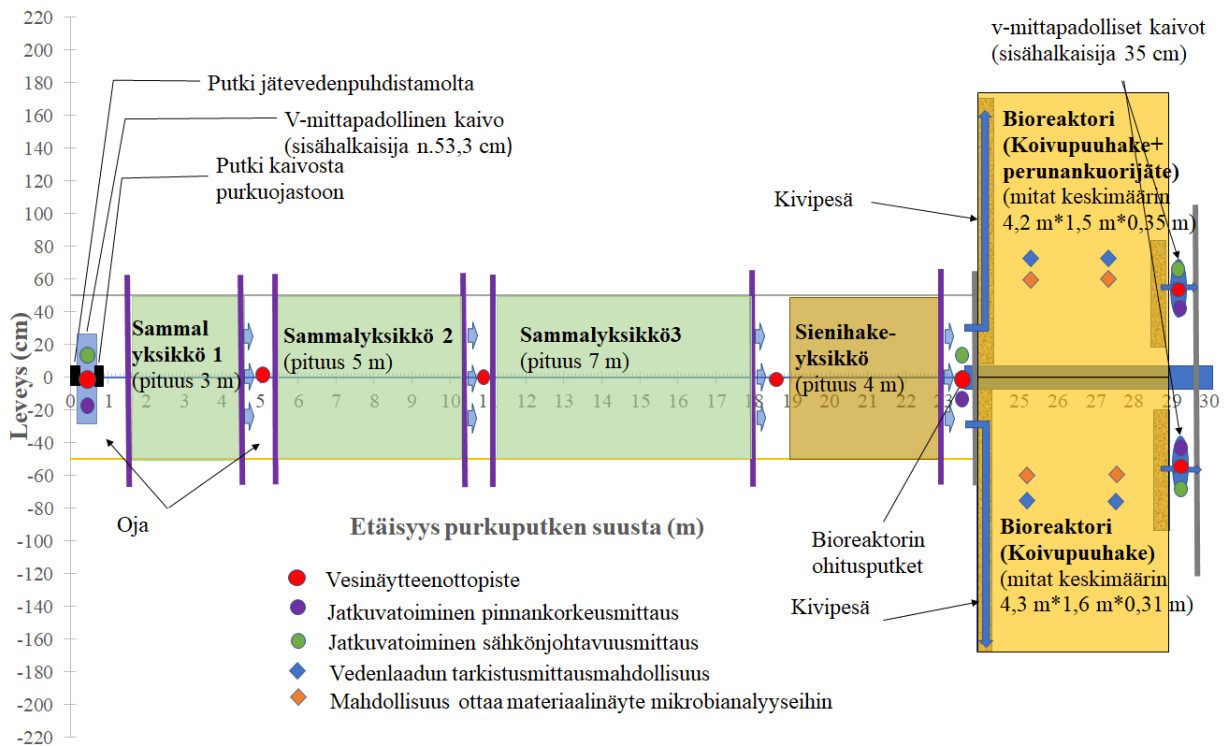 220
200
180
160
140
120
100
80
60
40
20
0
-20
-40
-60
-80
-100
-120
-140
-160
-180
-200
-220
Leveys (cm)
Putki jätevedenpuhdistamolta
V-mittapadollinen kaivo
(sisähalkaisija n.53,3 cm)
Putki kaivosta
purkuojastoon
Sammal
yksikkö 1
(pituus 3 m)
Sammalyksikkö 2
(pituus 5 m)
Sammalyksikkö3
(pituus 7 m)
Sienihake-
yksikkö
(pituus 4 m)
0 1 2 3 4 5 6 7 8 9 10 11 12 13 14 15 16 17 18 19 20 21 22 23 25 26 27 28 29 30
Etäisyys purkuputken suusta (m)
Oja
v-mittapadolliset kaivot
(sisähalkaisija 35 cm)
Kivipesä
Bioreaktori
(Koivupuuhake+
perunankuorijäte)
(mitat keskimäärin
4,2 m*1,5 m*0,35 m)
Bioreaktorin
ohitusputket
Kivipesä
Bioreaktori
(Koivupuuhake)
(mitat keskimäärin
4,3 m*1,6 m*0,31 m)
Vesinäytteenottopiste
Jatkuvatoiminen pinnankorkeusmittaus
Jatkuvatoiminen sähkönjohtavuusmittaus
Vedenlaadun tarkistusmittausmahdollisuus
Mahdollisuus ottaa materiaalinäyte mikrobianalyyseihin